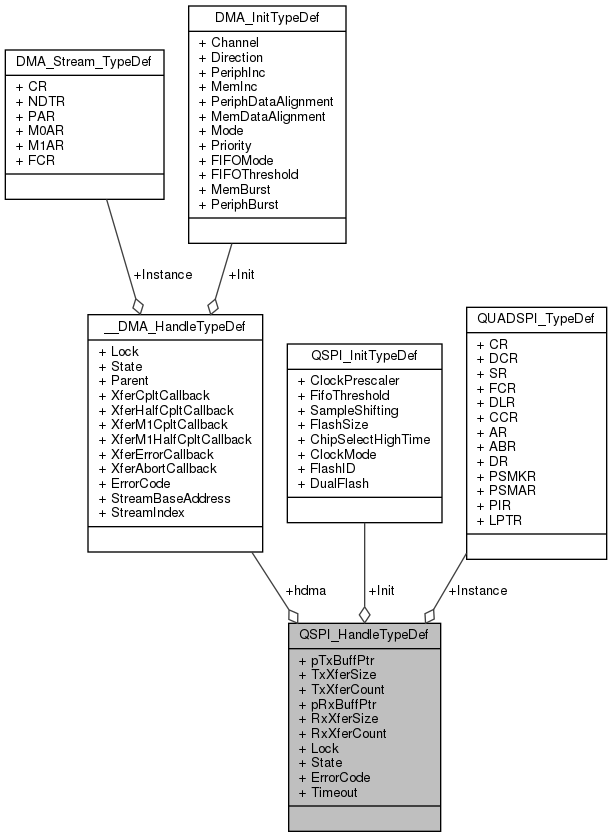 DMA_InitTypeDef
+ Channel
+ Direction
+ PeriphInc
+ MemInc
+ PeriphDataAlignment
+ MemDataAlignment
+ Mode
+ Priority
+ FIFOMode
+ FIFOThreshold
+ MemBurst
+ PeriphBurst
DMA_Stream_TypeDef
+ CR
+ NDTR
+ PAR
+ M0AR
+ M1AR
+ FCR
+Instance
+Init
__DMA_HandleTypeDef
+ Lock
+ State
+ Parent
+ XferCpltCallback
+ XferHalfCpltCallback
+ XferM1CpltCallback
+ XferM1HalfCpltCallback
+ XferErrorCallback
+ XferAbortCallback
+ ErrorCode
+ StreamBaseAddress
+ StreamIndex
QSPI_InitTypeDef
+ ClockPrescaler
+ FifoThreshold
+ SampleShifting
+ FlashSize
+ ChipSelectHighTime
+ ClockMode
+ FlashID
+ DualFlash
QUADSPI_TypeDef
+ CR
+ DCR
+ SR
+ FCR
+ DLR
+ CCR
+ AR
+ ABR
+ DR
+ PSMKR
+ PSMAR
+ PIR
+ LPTR
+hdma
+Init
+Instance
QSPI_HandleTypeDef
+ pTxBuffPtr
+ TxXferSize
+ TxXferCount
+ pRxBuffPtr
+ RxXferSize
+ RxXferCount
+ Lock
+ State
+ ErrorCode
+ Timeout